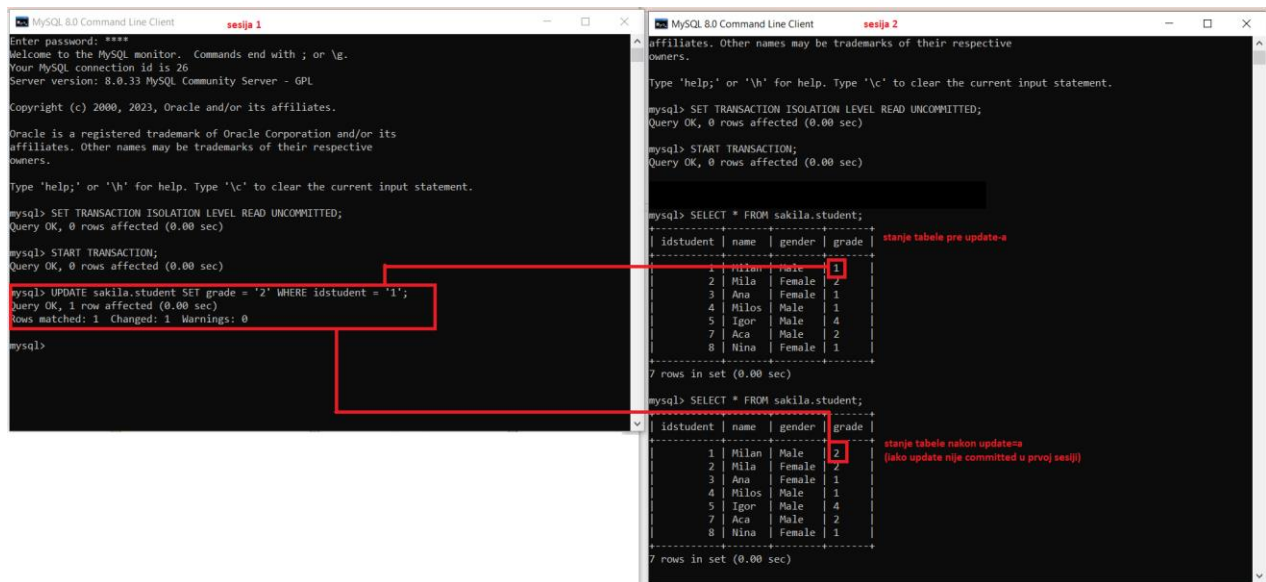 MySQL 8.0 Command Line Client
sesija 1
Enter password: ****
Welcome to the MySQL monitor.  Commands end with ; or \g.
Your MySQL connection id is 26
Server version: 8.0.33 MySQL Community Server - GPL
Copyright (c) 2000, 2023, Oracle and/or its affiliates.
Oracle is a registered trademark of Oracle Corporation and/or its
affiliates. Other names may be trademarks of their respective
owners.
Type 'help;' or '\h' for help. Type '\c' to clear the current input statement.
mysql> SET TRANSACTION ISOLATION LEVEL READ UNCOMMITTED;
Query OK, 0 rows affected (0.00 sec)
mysql> START TRANSACTION;
Query OK, 0 rows affected (0.00 sec)
mysql> UPDATE sakila.student SET grade = '2' WHERE idstudent = '1';
Query OK, 1 row affected (0.00 sec)
Rows matched: 1  Changed: 1  Warnings: 0
mysql>
MySQL 8.0 Command Line Client
sesija 2
affiliates. Other names may be trademarks of their respective
owners.
Type 'help;' or '\h' for help. Type '\c' to clear the current input statement.
mysql> SET TRANSACTION ISOLATION LEVEL READ UNCOMMITTED;
Query OK, 0 rows affected (0.00 sec)
mysql> START TRANSACTION;
Query OK, 0 rows affected (0.00 sec)
mysql> SELECT * FROM sakila.student;
+-----------+-------+--------+-------+
| idstudent | name  | gender | grade |
+-----------+-------+--------+-------+
|         1 | Milan | Male   | 1     |
|         2 | Mila  | Female | 2     |
|         3 | Ana   | Female | 1     |
|         4 | Milos | Male   | 1     |
|         5 | Igor  | Male   | 4     |
|         7 | Aca   | Male   | 2     |
|         8 | Nina  | Female | 1     |
+-----------+-------+--------+-------+
7 rows in set (0.00 sec)
stanje tabele pre update-a
mysql> SELECT * FROM sakila.student;
+-----------+-------+--------+-------+
| idstudent | name  | gender | grade |
+-----------+-------+--------+-------+
|         1 | Milan | Male   | 2     |
|         2 | Mila  | Female | 2     |
|         3 | Ana   | Female | 1     |
|         4 | Milos | Male   | 1     |
|         5 | Igor  | Male   | 4     |
|         7 | Aca   | Male   | 2     |
|         8 | Nina  | Female | 1     |
+-----------+-------+--------+-------+
7 rows in set (0.00 sec)
stanje tabele nakon update=a
(iako update nije committed u prvoj sesiji)